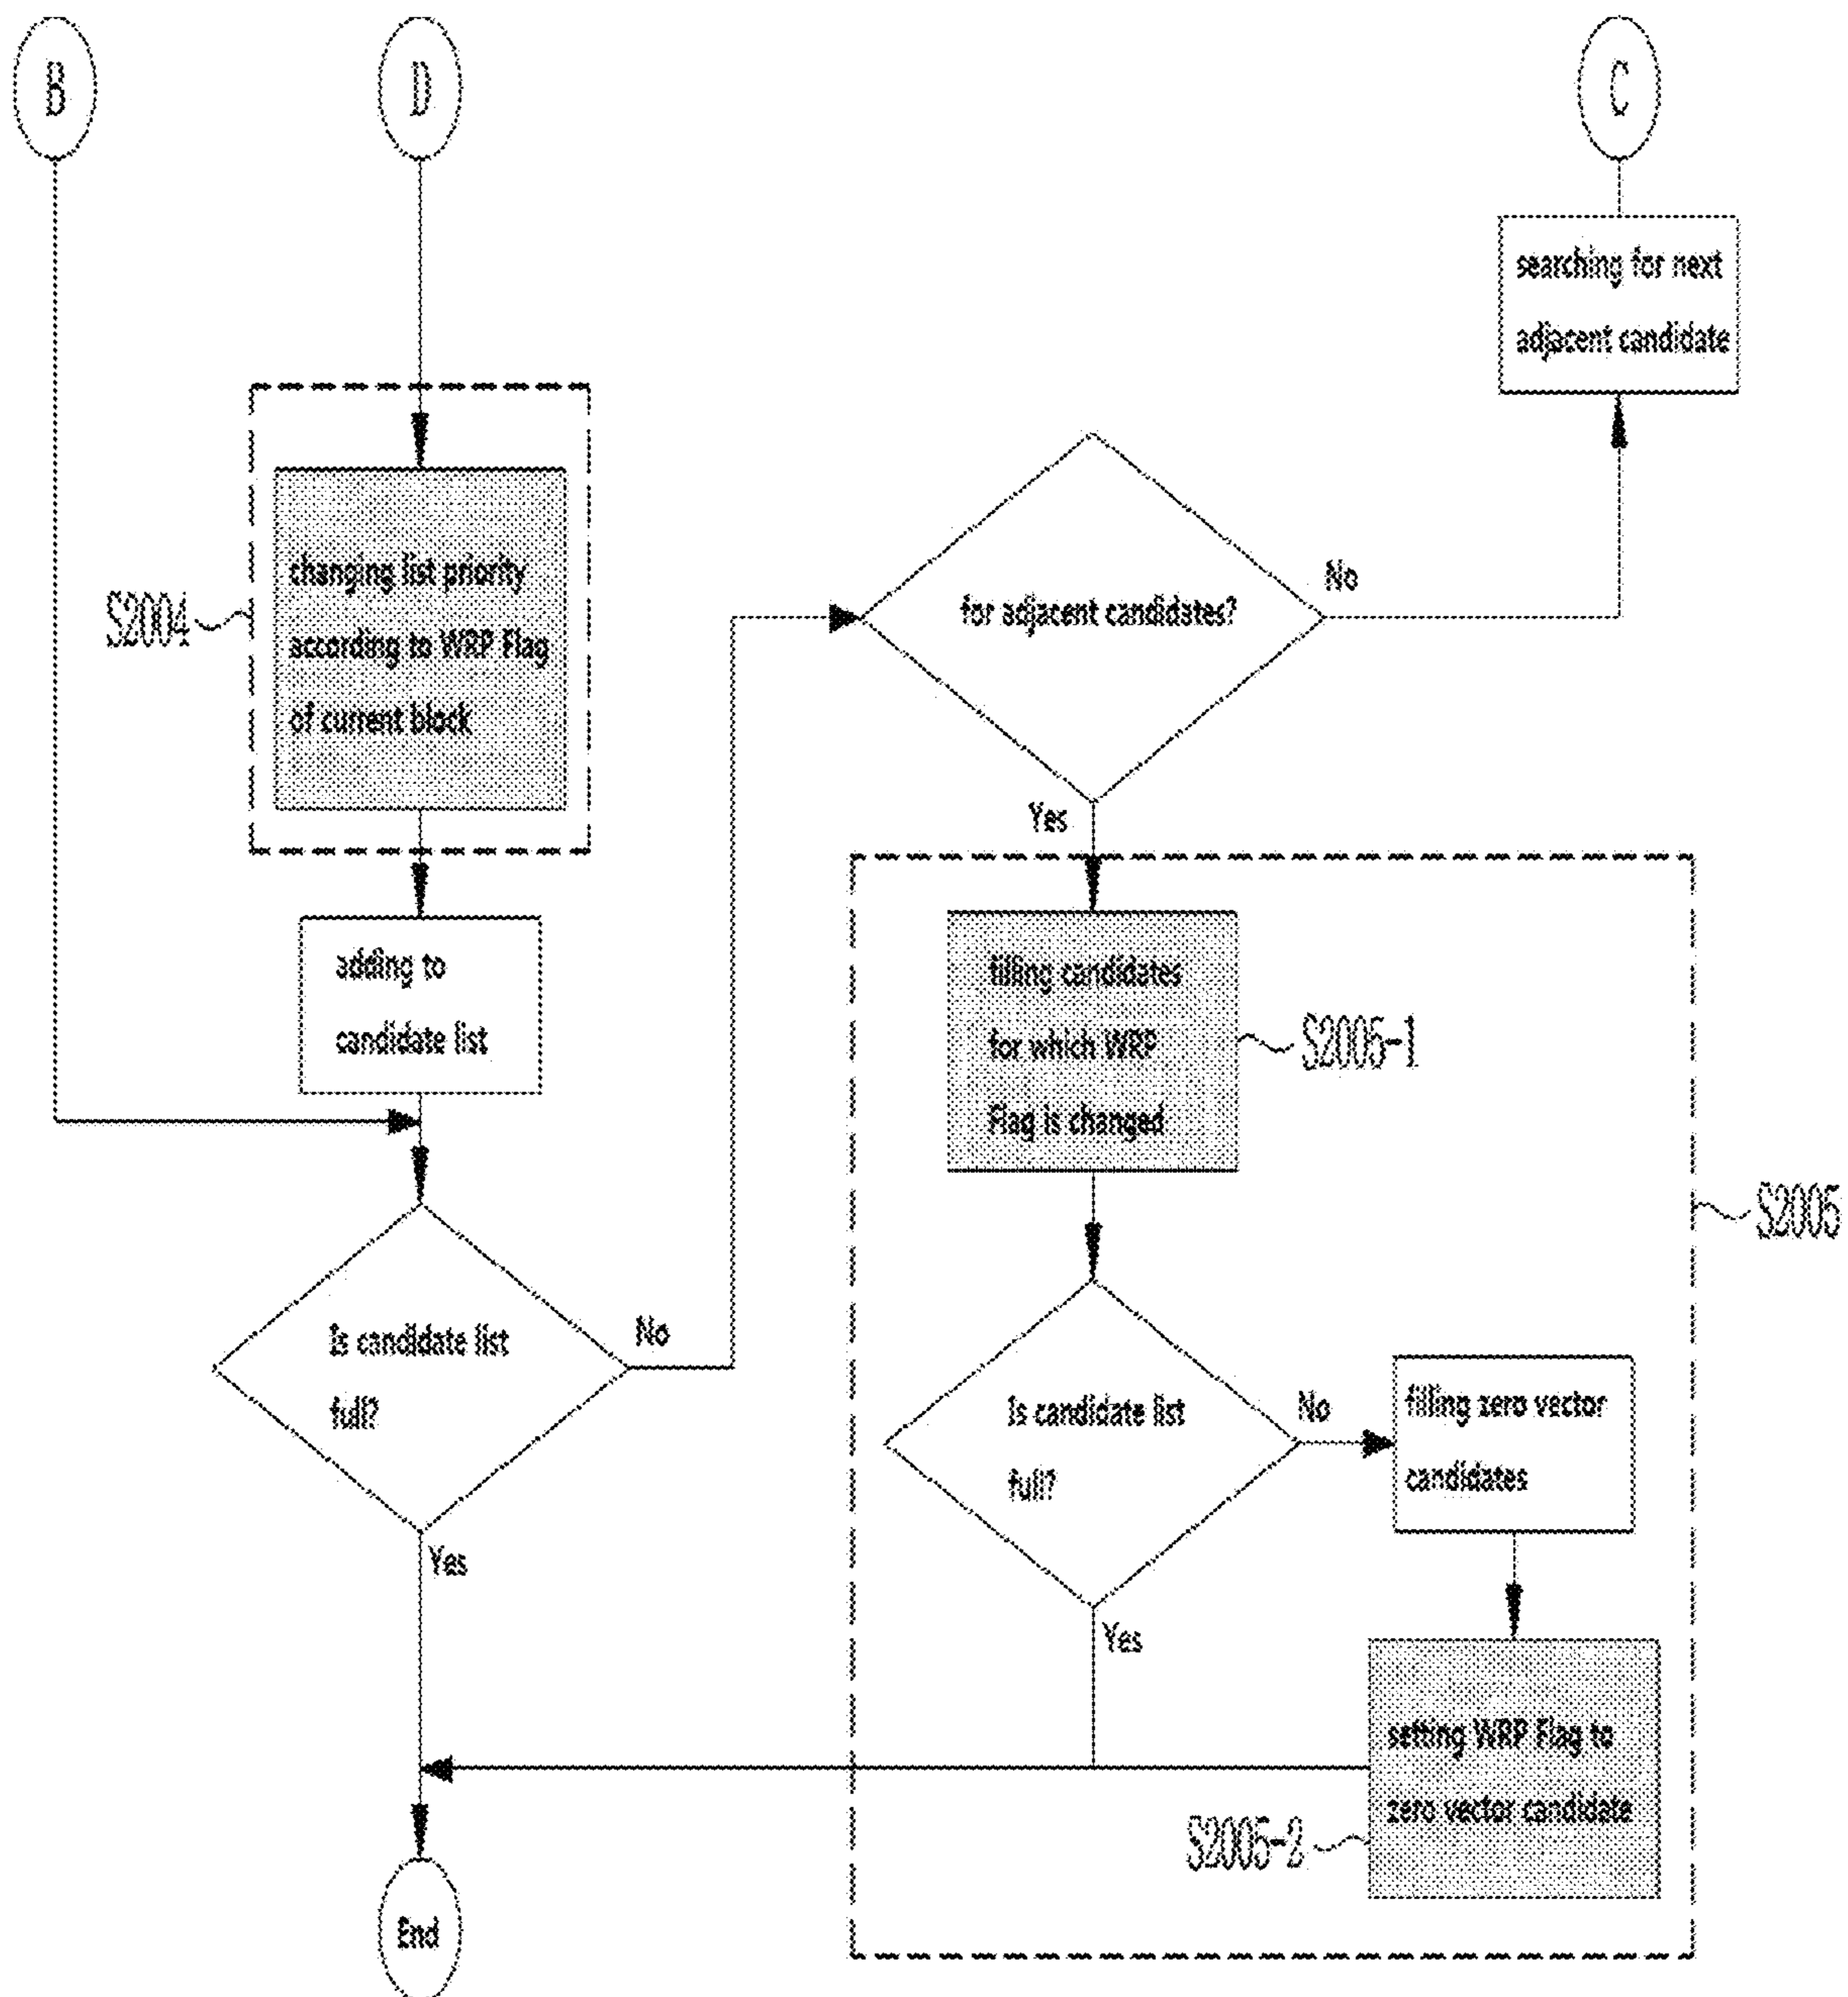 B
D
C
searching for next
adjacent candidate
S2004
changing list priority
according to WRP Flag
of current block
for adjacent candidates?
No
Yes
adding to
candidate list
filling candidates
for which WRP
Flag is changed
S2005-1
S2005
Is candidate list
full?
No
Yes
Is candidate list
full?
No
Yes
filling zero vector
candidates
setting WRP Flag to
zero vector candidate
S2005-2
End